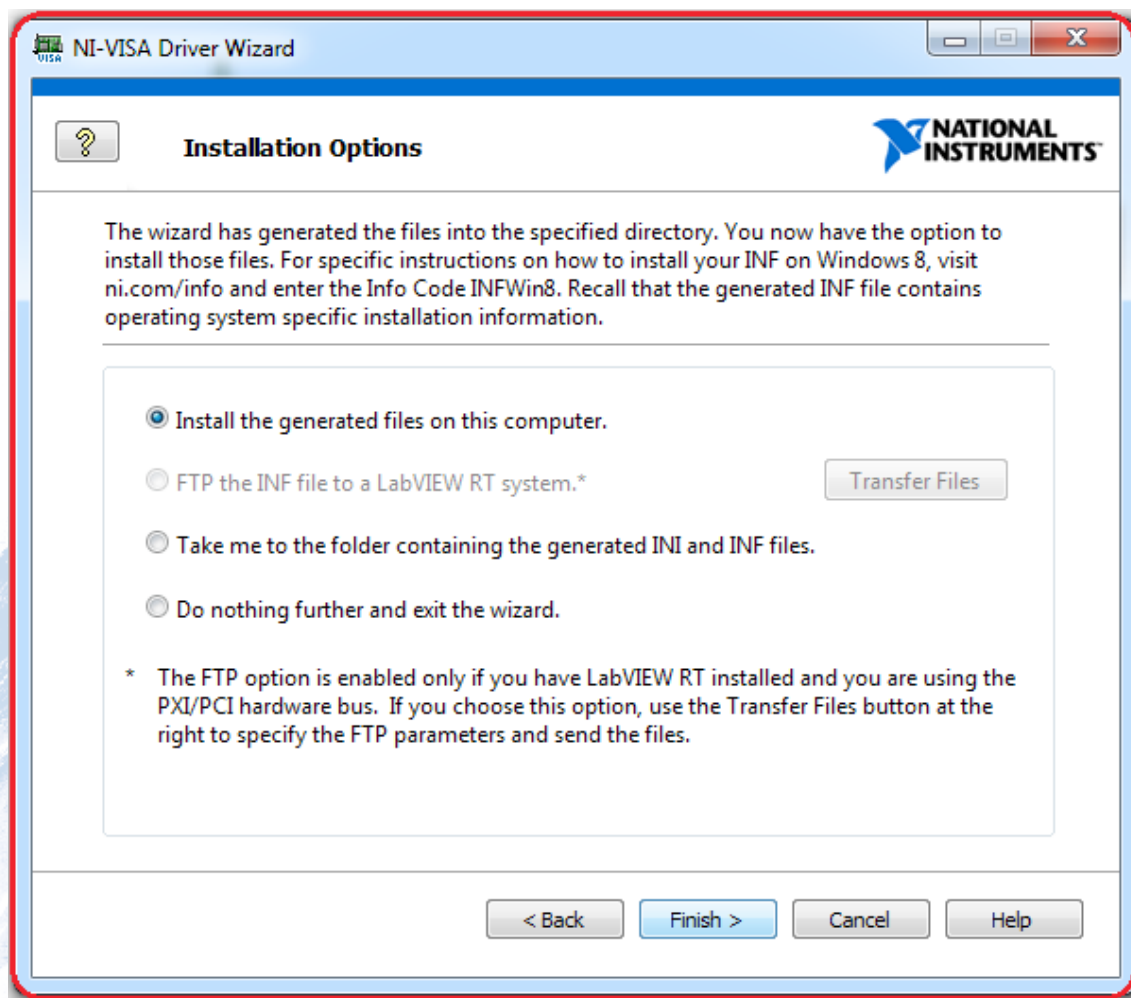 VISA
NI-VISA Driver Wizard
?
Installation Options
NATIONAL
INSTRUMENTS™
The wizard has generated the files into the specified directory. You now have the option to
install those files. For specific instructions on how to install your INF on Windows 8, visit
ni.com/info and enter the Info Code INFWin8. Recall that the generated INF file contains
operating system specific installation information.
Install the generated files on this computer.
FTP the INF file to a LabVIEW RT system.*
Transfer Files
Take me to the folder containing the generated INI and INF files.
Do nothing further and exit the wizard.
* The FTP option is enabled only if you have LabVIEW RT installed and you are using the
PXI/PCI hardware bus. If you choose this option, use the Transfer Files button at the
right to specify the FTP parameters and send the files.
< Back
Finish >
Cancel
Help